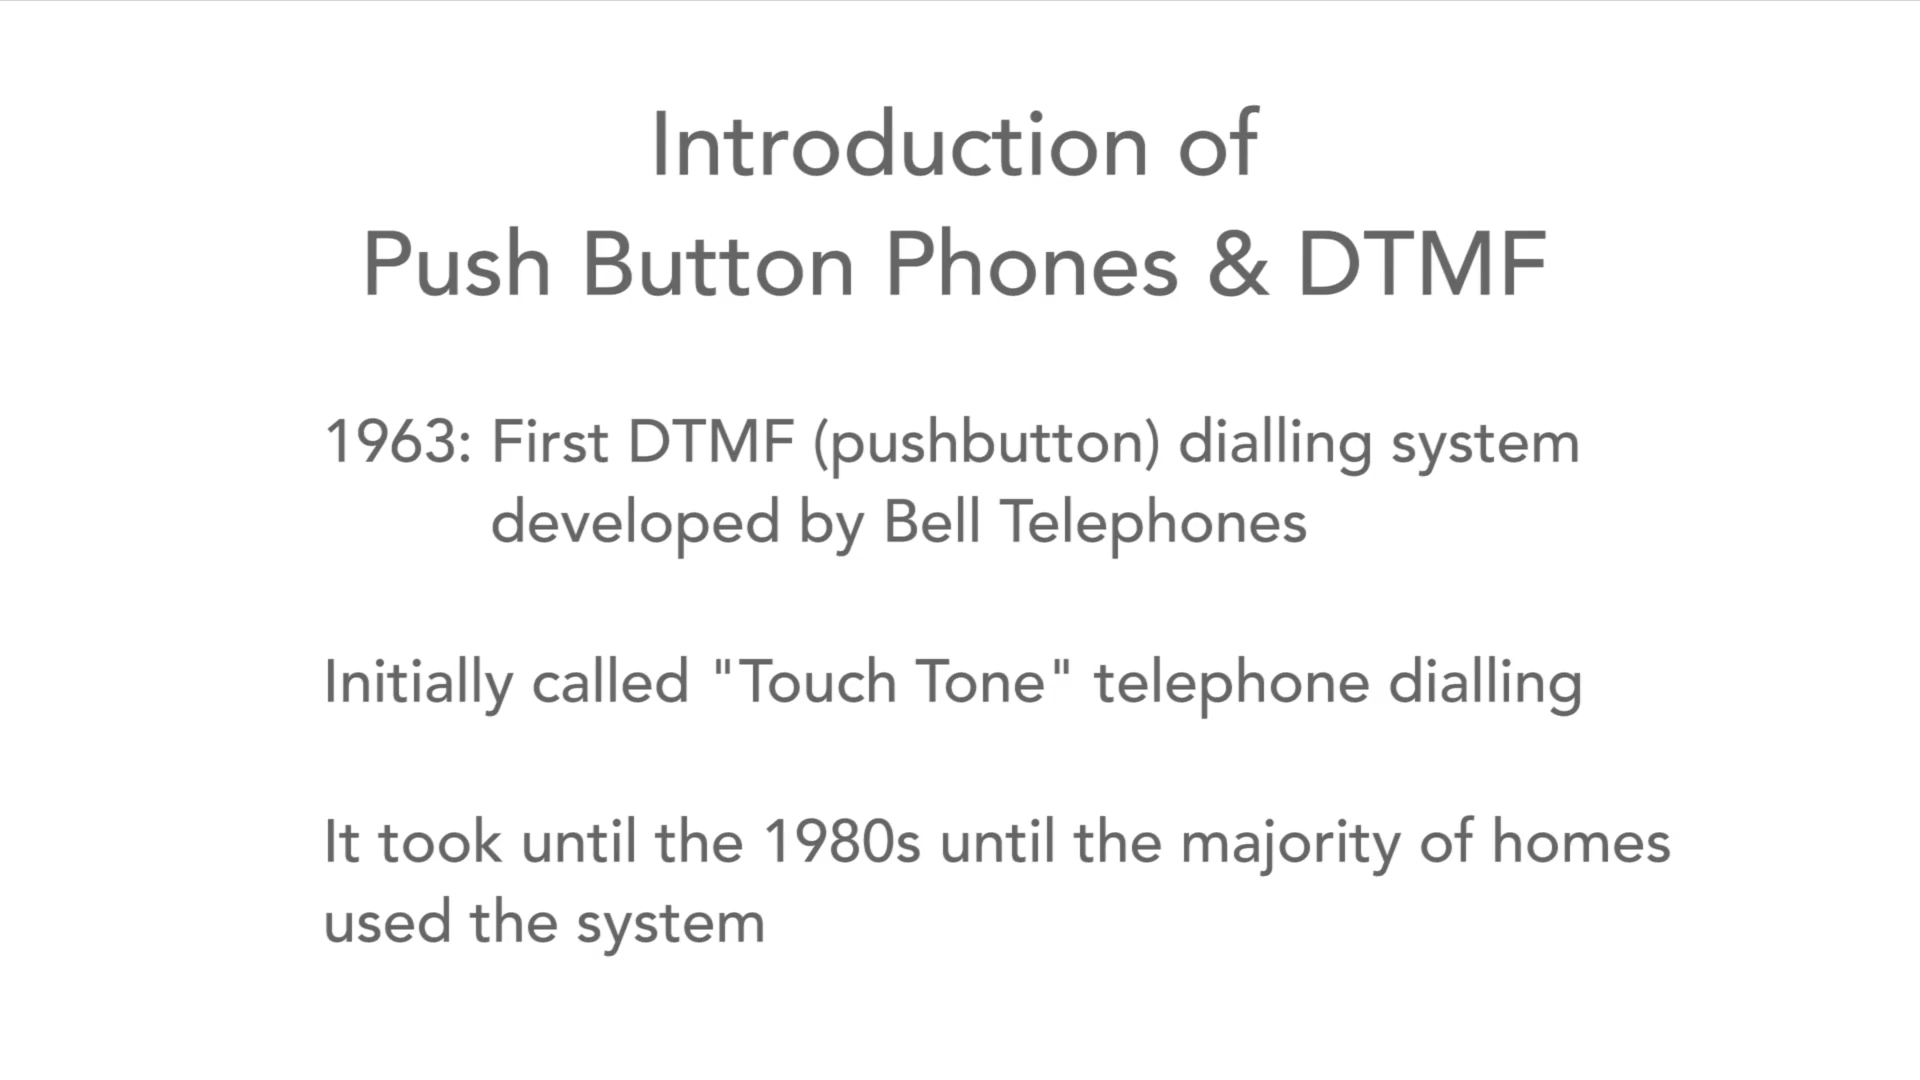 Introduction of
Push Button Phones & DTMF
1963: First DTMF (pushbutton) dialling system
developed by Bell Telephones
Initially called "Touch Tone" telephone dialling
It took until the 1980s until the majority of homes
used the system